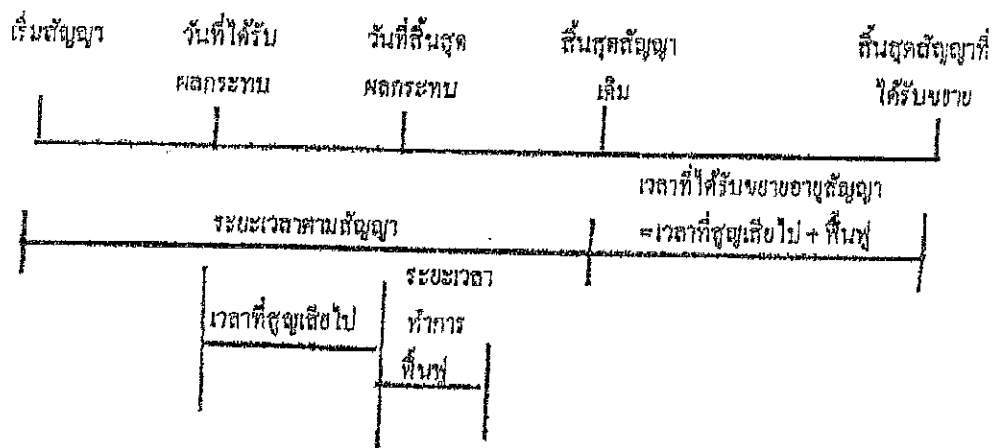 เริ่มสัญญา
วันที่ได้รับ
ผลกระทบ
วันที่สิ้นสุด
ผลกระทบ
สิ้นสุดสัญญา
เดิม
สิ้นสุดสัญญาที่
ได้รับขยาย
ระยะเวลาตามสัญญา
เวลาที่ได้รับขยายอายุสัญญา
=เวลาที่สูญเสียไป + ฟื้นฟู
เวลาที่สูญเสียไป
ระยะเวลา
ทำการ
ฟื้นฟู